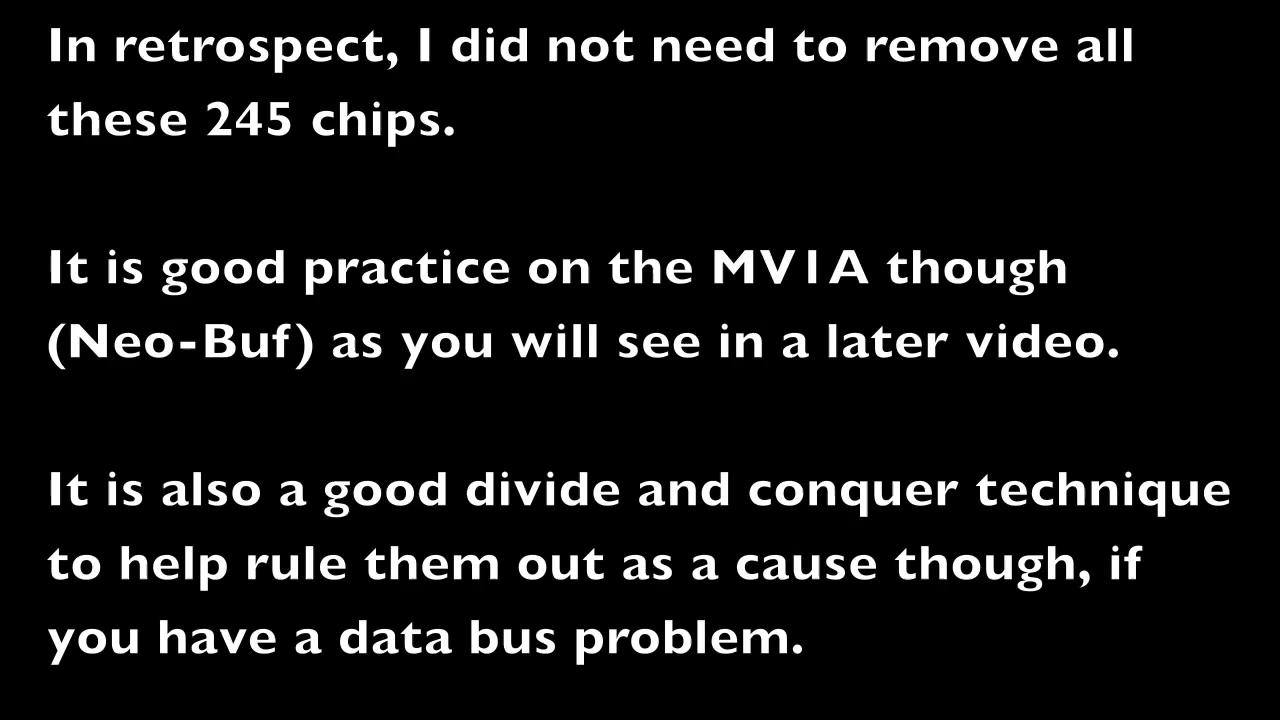 In retrospect, I did not need to remove all
these 245 chips.
It is good practice on the MV1A though
(Neo-Buf) as you will see in a later video.
It is also a good divide and conquer technique
to help rule them out as a cause though, if
you have a data bus problem.